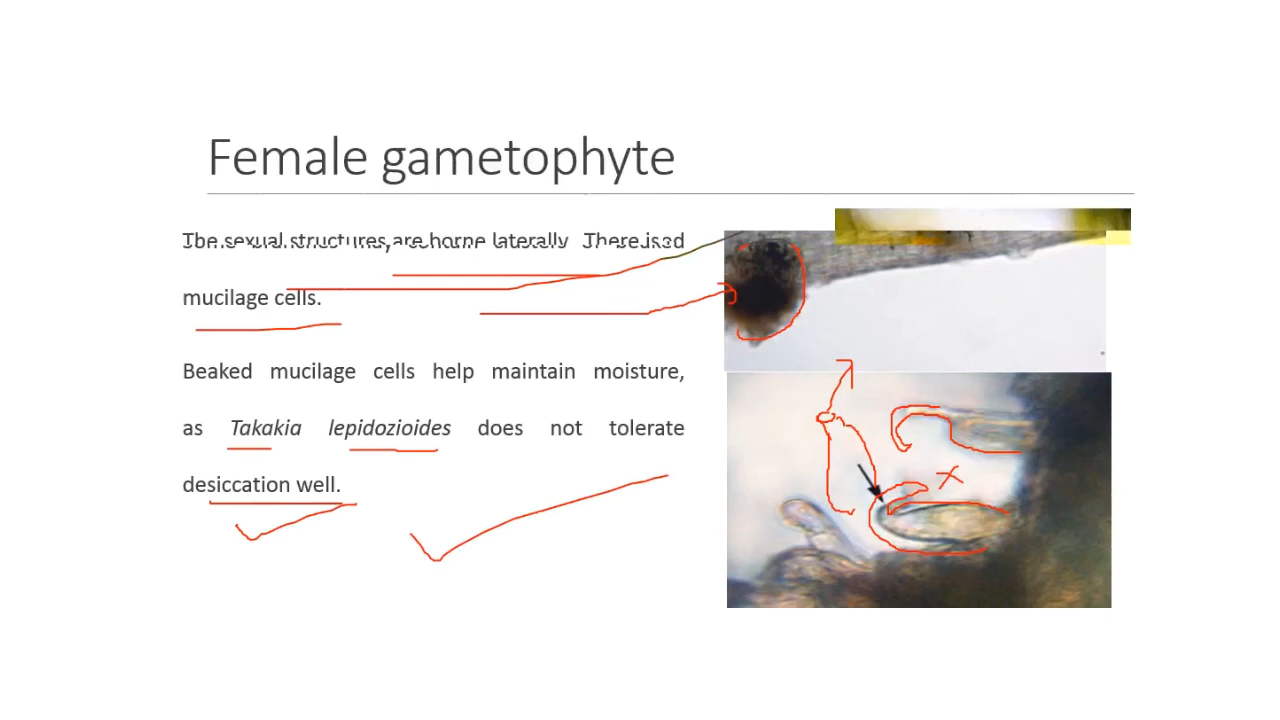 Female gametophyte
The sexual structures are borne laterally. There is a
mucilage cells.
Beaked mucilage cells help maintain moisture,
as Takakia lepidozioides does not tolerate
desiccation well.